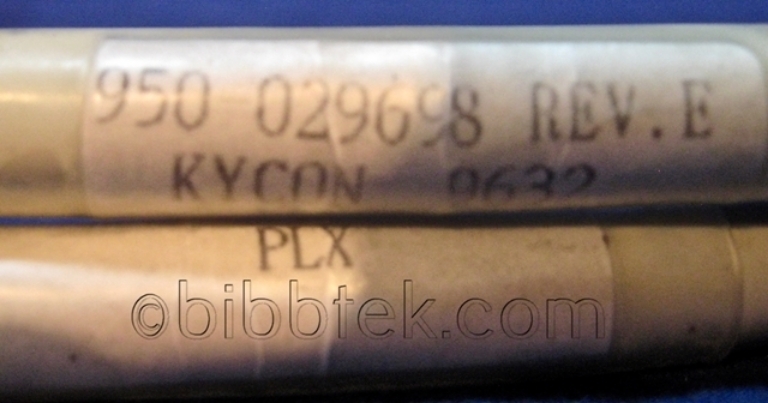 950 029698 REV.E
KYCON 9632
PLX
©bibbtek.com